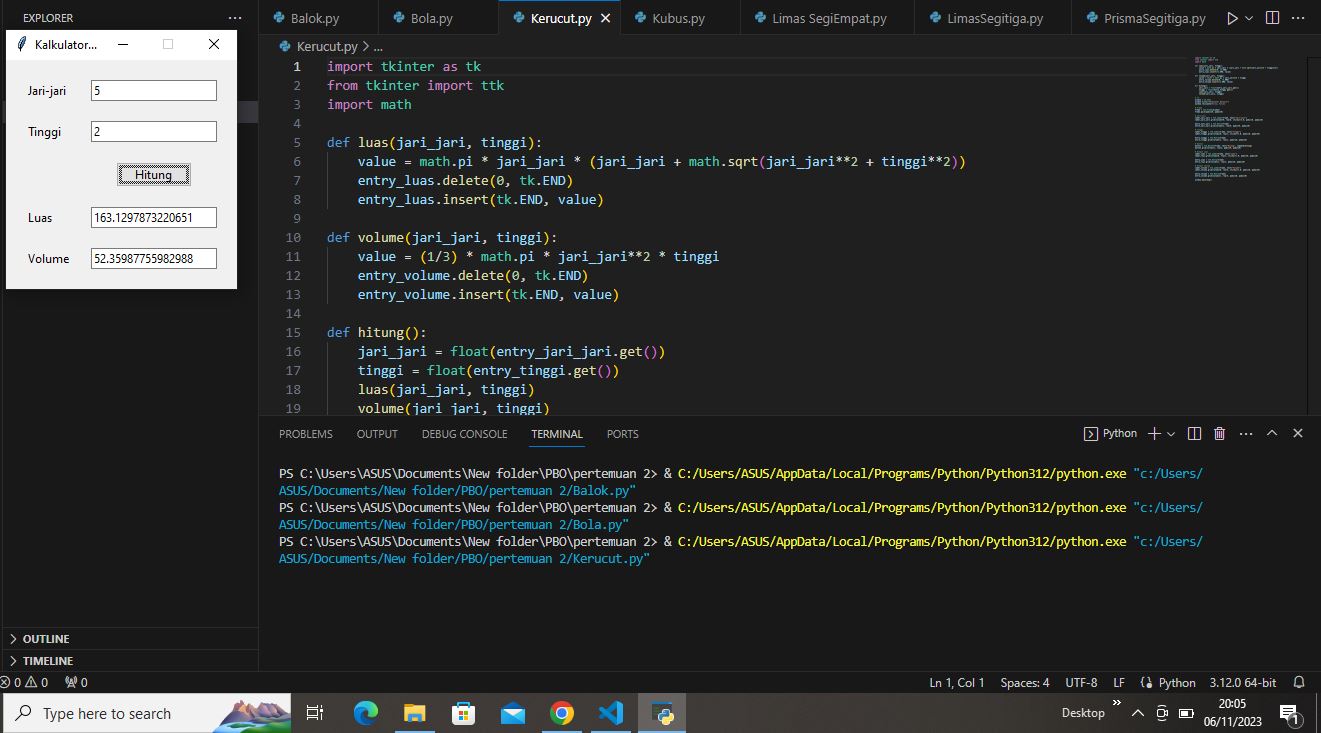 EXPLORER
Balok.py
Bola.py
Kerucut.py
Kubus.py
Limas SegiEmpat.py
LimasSegitiga.py
PrismaSegitiga.py
Kalkulator...
Kerucut.py > ...
Jari-jari 5
Tinggi 2
Hitung
Luas 163.1297873220651
Volume 52.35987755982988
1 import tkinter as tk
2 from tkinter import ttk
3 import math
4
5 def luas(jari_jari, tinggi):
6 value = math.pi * jari_jari * (jari_jari + math.sqrt(jari_jari**2 + tinggi**2))
7 entry_luas.delete(0, tk.END)
8 entry_luas.insert(tk.END, value)
9
10 def volume(jari_jari, tinggi):
11 value = (1/3) * math.pi * jari_jari**2 * tinggi
12 entry_volume.delete(0, tk.END)
13 entry_volume.insert(tk.END, value)
14
15 def hitung():
16 jari_jari = float(entry_jari_jari.get())
17 tinggi = float(entry_tinggi.get())
18 luas(jari_jari, tinggi)
19 volume(jari_jari, tinggi)
PROBLEMS OUTPUT DEBUG CONSOLE TERMINAL PORTS
Python
PS C:\Users\ASUS\Documents\New folder\PBO\pertemuan 2> & C:/Users/ASUS/AppData/Local/Programs/Python/Python312/python.exe "c:/Users/
ASUS/Documents/New folder/PBO/pertemuan 2/Balok.py"
PS C:\Users\ASUS\Documents\New folder\PBO\pertemuan 2> & C:/Users/ASUS/AppData/Local/Programs/Python/Python312/python.exe "c:/Users/
ASUS/Documents/New folder/PBO/pertemuan 2/Bola.py"
PS C:\Users\ASUS\Documents\New folder\PBO\pertemuan 2> & C:/Users/ASUS/AppData/Local/Programs/Python/Python312/python.exe "c:/Users/
ASUS/Documents/New folder/PBO/pertemuan 2/Kerucut.py"
OUTLINE
TIMELINE
0 0 0
Ln 1, Col 1 Spaces: 4 UTF-8 LF Python 3.12.0 64-bit
Type here to search
Desktop
20:05
06/11/2023
1